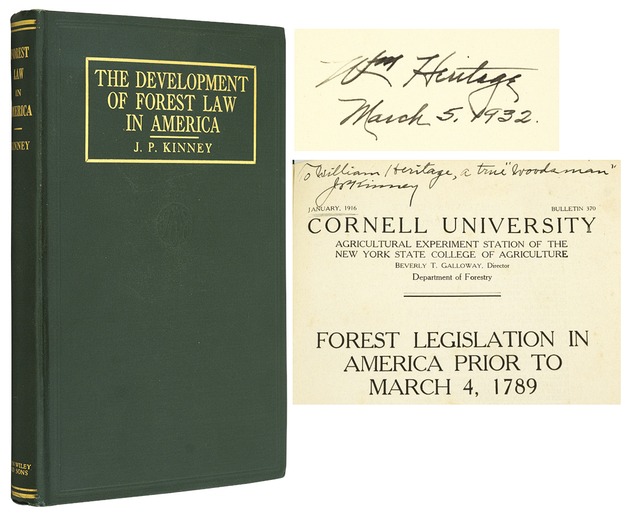 FOREST
LAW
IN
AMERICA
KINNEY
WILEY
SONS
THE DEVELOPMENT
OF FOREST LAW
IN AMERICA
J. P. KINNEY
Wm Heritage
March 5, 1932.
To William Heritage, a true "Woodsman"
JPKinney
JANUARY, 1916 BULLETIN 370
CORNELL UNIVERSITY
AGRICULTURAL EXPERIMENT STATION OF THE
NEW YORK STATE COLLEGE OF AGRICULTURE
BEVERLY T. GALLOWAY, Director
Department of Forestry
FOREST LEGISLATION IN
AMERICA PRIOR TO
MARCH 4, 1789